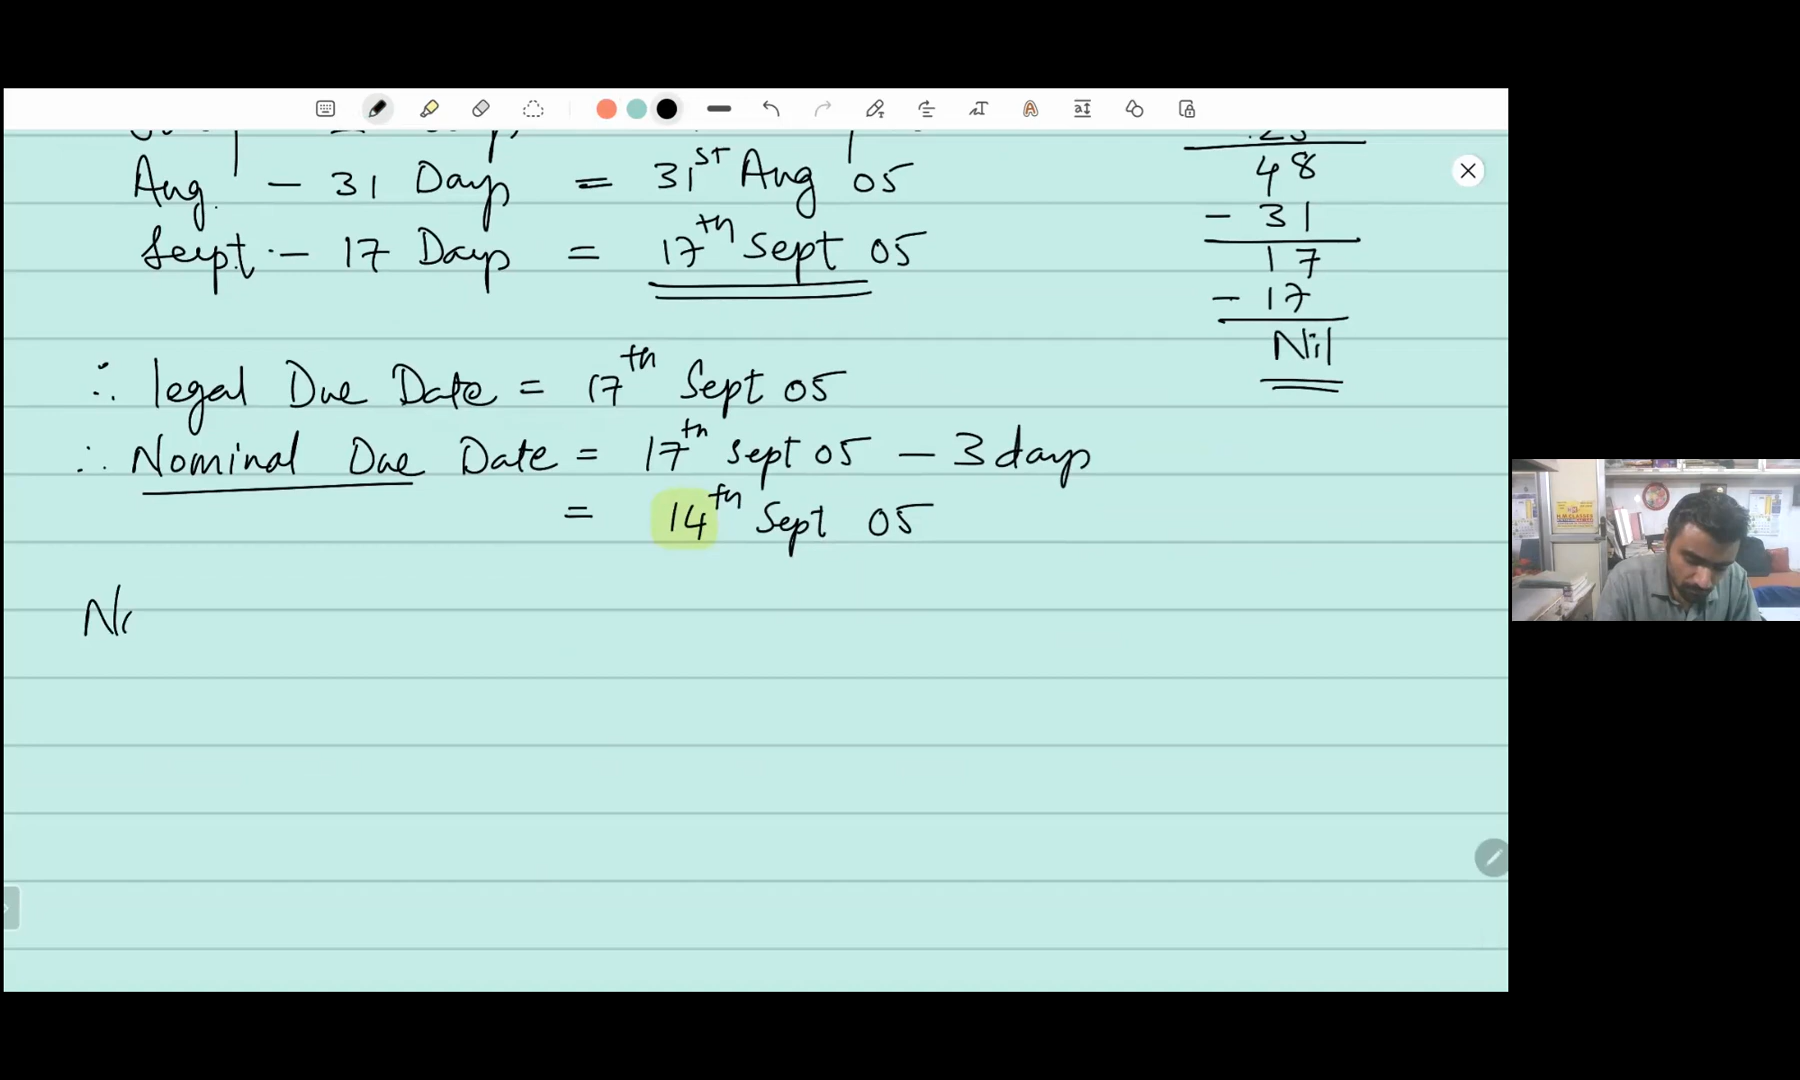 Aug - 31 Days = 31st Aug 05
Sept - 17 Days = 17th Sept 05
48
- 31
17
- 17
Nil
∴ legal Due Date = 17th Sept 05
∴ Nominal Due Date = 17th Sept 05 - 3 days
= 14th Sept 05